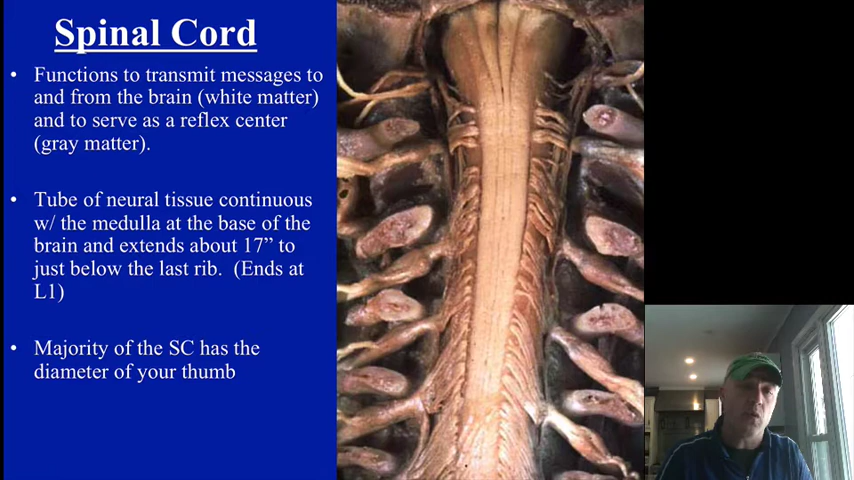 Spinal Cord
• Functions to transmit messages to
and from the brain (white matter)
and to serve as a reflex center
(gray matter).
• Tube of neural tissue continuous
w/ the medulla at the base of the
brain and extends about 17” to
just below the last rib.  (Ends at
L1)
• Majority of the SC has the
diameter of your thumb